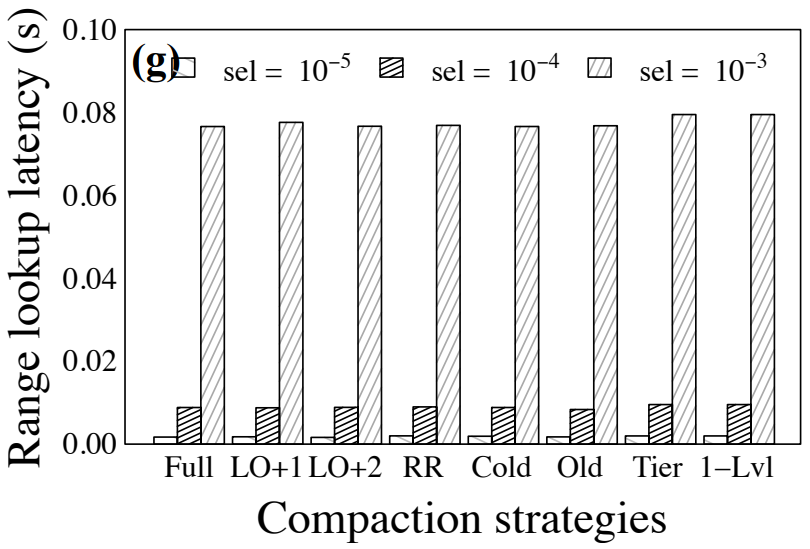 Range lookup latency (s)
0.10
0.08
0.06
0.04
0.02
0.00
(g) sel = 10⁻⁵ sel = 10⁻⁴ sel = 10⁻³
Full LO+1 LO+2 RR Cold Old Tier 1–Lvl
Compaction strategies